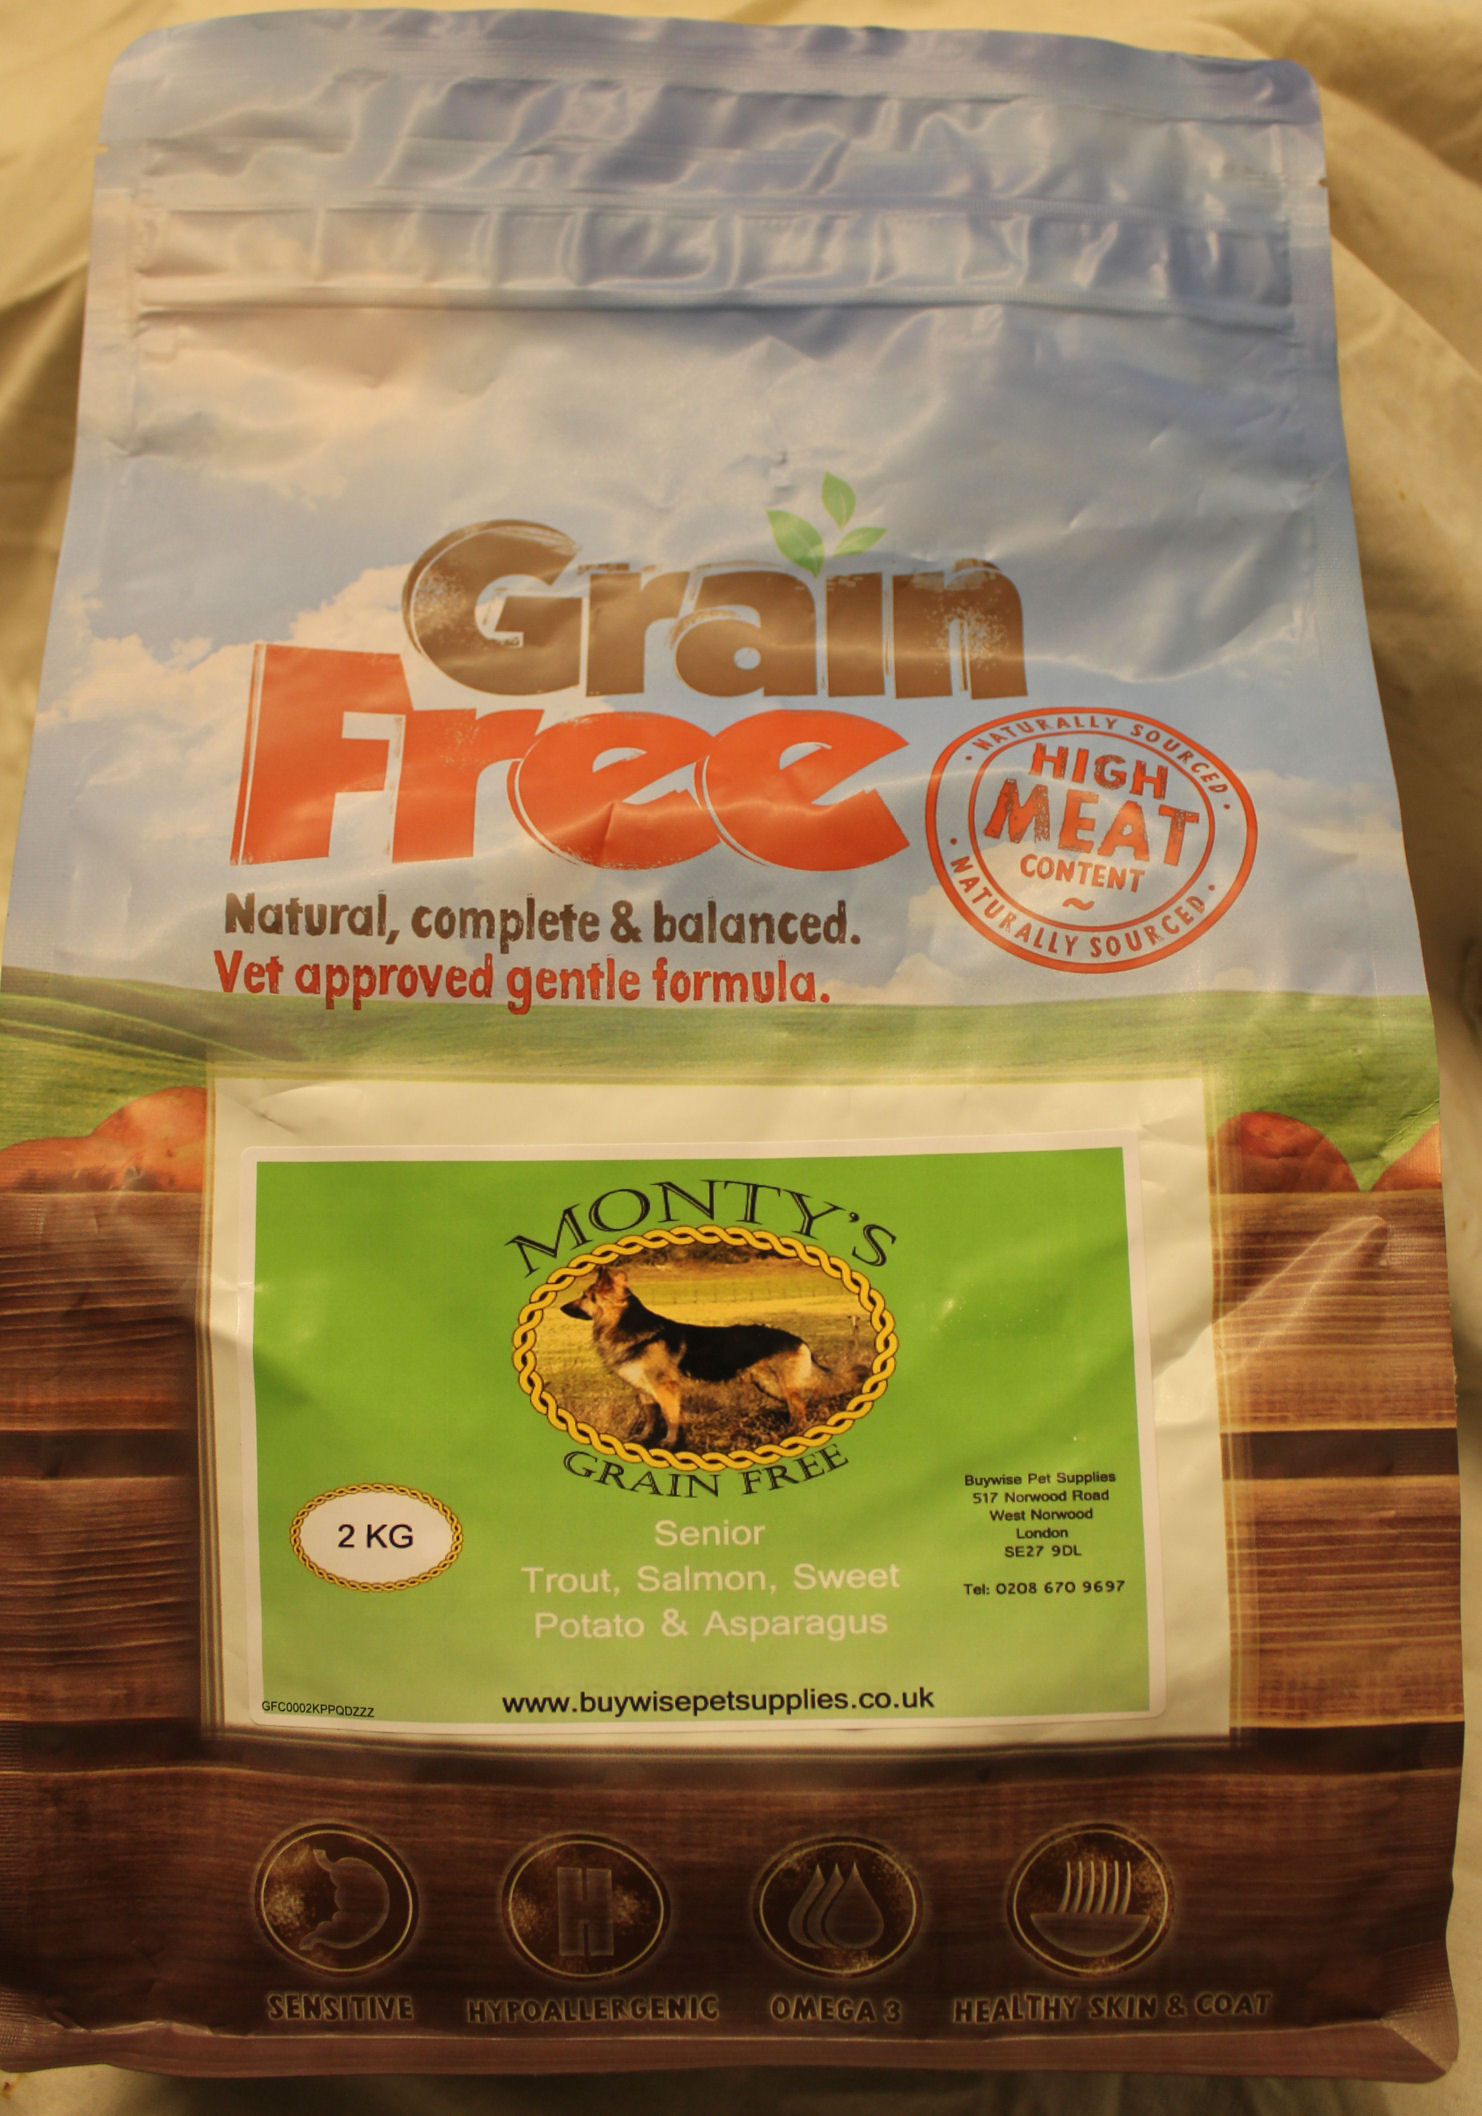 Grain
Free
NATURALLY SOURCED
HIGH
MEAT
CONTENT
~
NATURALLY SOURCED
Natural, complete & balanced.
Vet approved gentle formula.
MONTY'S
GRAIN FREE
2 KG
Senior
Trout, Salmon, Sweet
Potato & Asparagus
Buywise Pet Supplies
517 Norwood Road
West Norwood
London
SE27 9DL
Tel: 0208 670 9697
www.buywisepetsupplies.co.uk
GFC0002KPPQDZZZ
H
SENSITIVE
HYPOALLERGENIC
OMEGA 3
HEALTHY SKIN & COAT